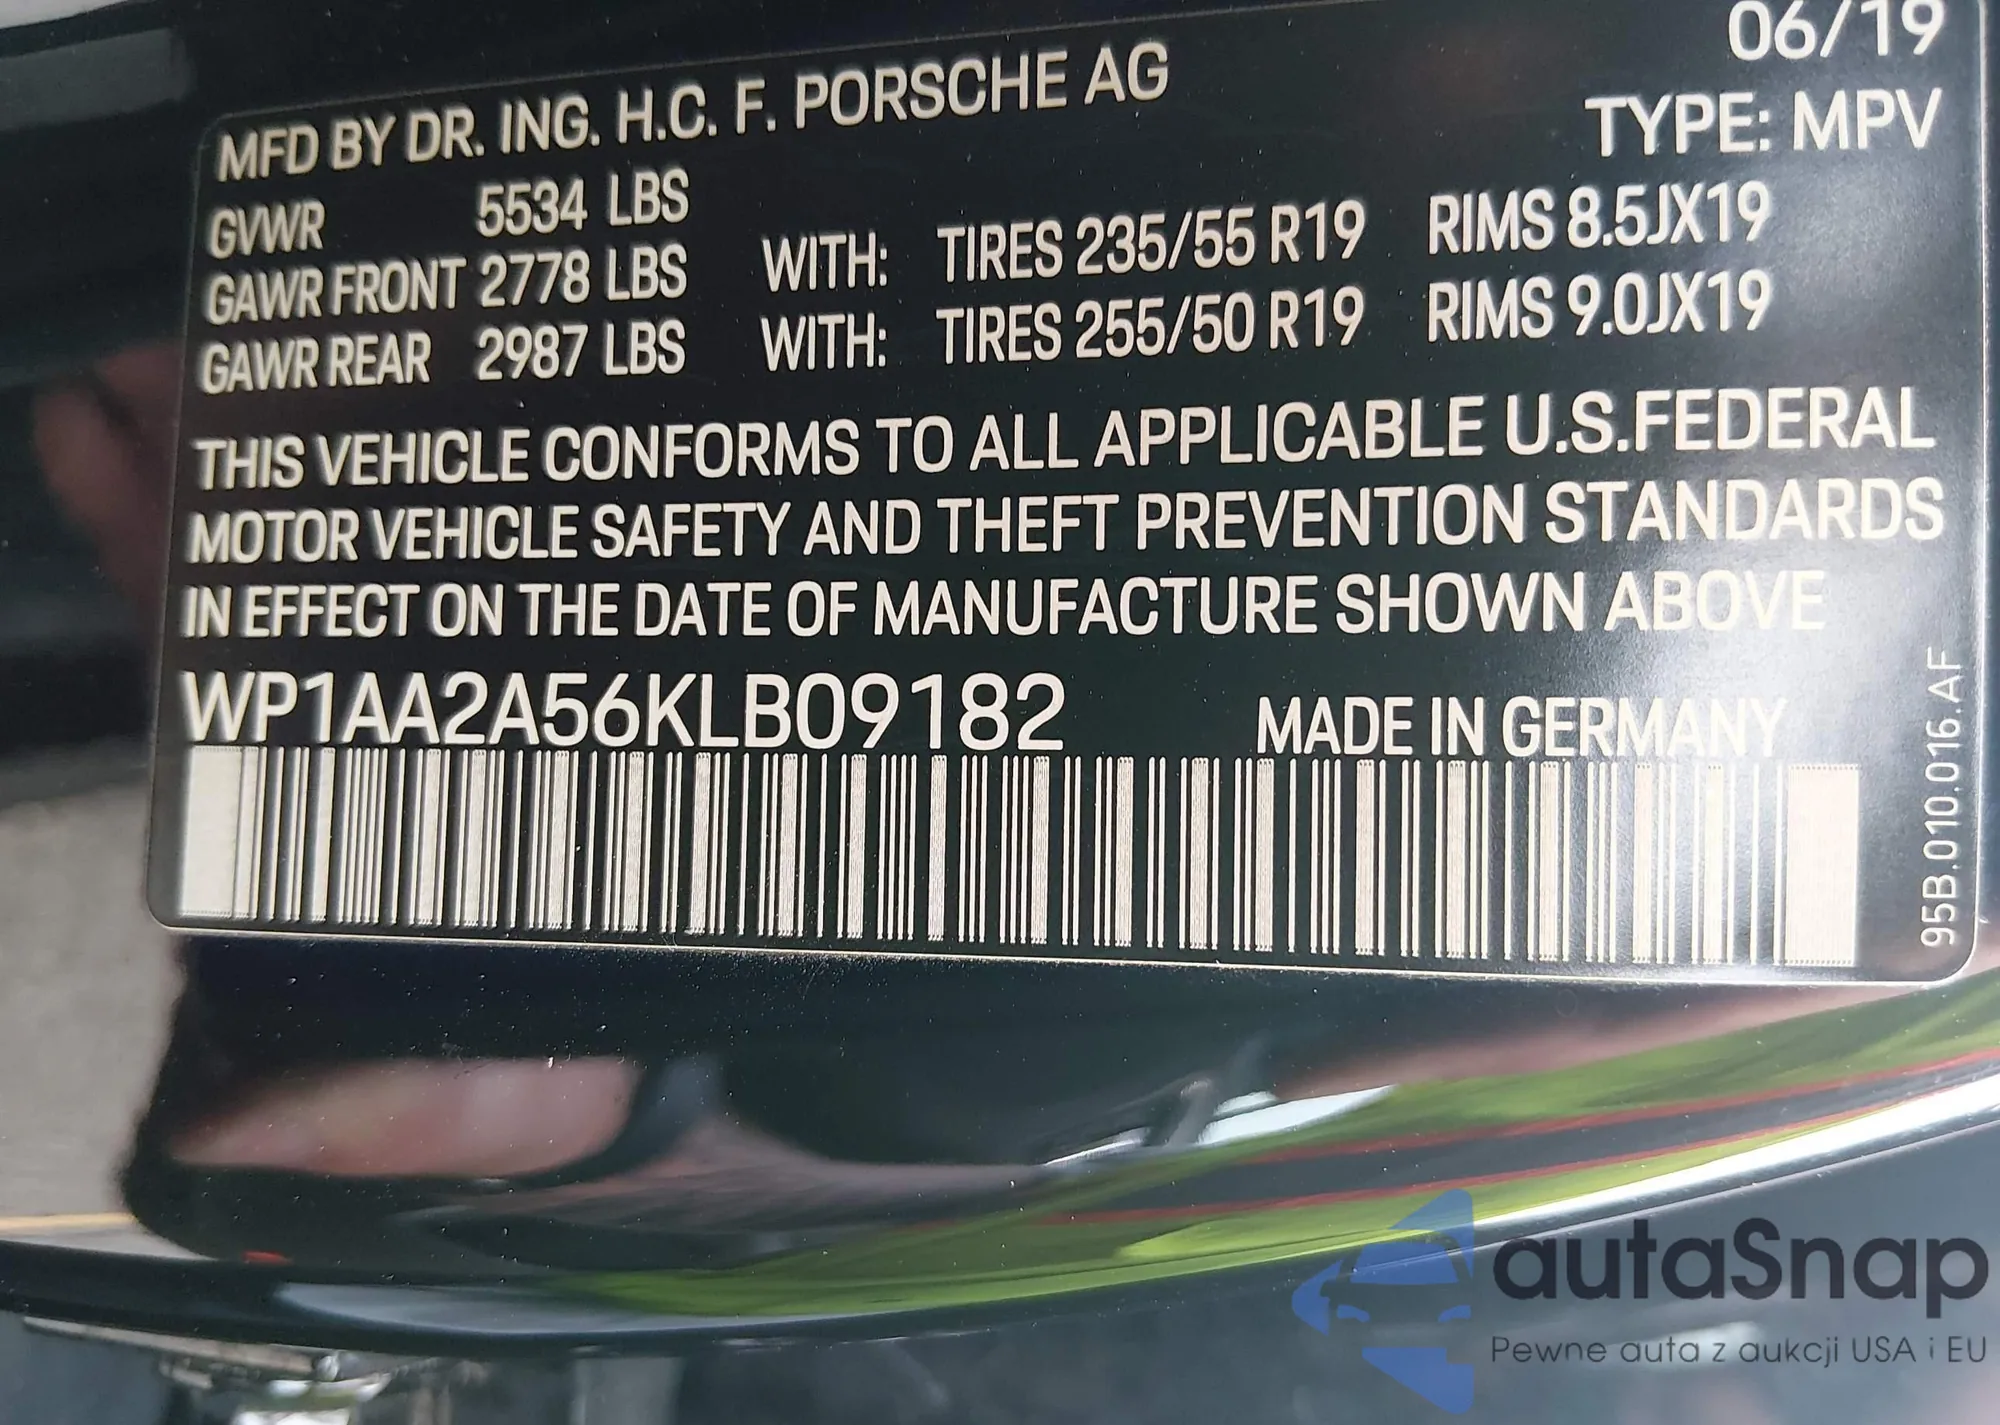 06/19
MFD BY DR. ING. H.C. F. PORSCHE AG
TYPE: MPV
GVWR 5534 LBS
GAWR FRONT 2778 LBS WITH: TIRES 235/55 R19 RIMS 8.5JX19
GAWR REAR 2987 LBS WITH: TIRES 255/50 R19 RIMS 9.0JX19
THIS VEHICLE CONFORMS TO ALL APPLICABLE U.S.FEDERAL
MOTOR VEHICLE SAFETY AND THEFT PREVENTION STANDARDS
IN EFFECT ON THE DATE OF MANUFACTURE SHOWN ABOVE
WP1AA2A56KLB09182
MADE IN GERMANY
95B.010.016.AF
autaSnap
Pewne auta z aukcji USA i EU